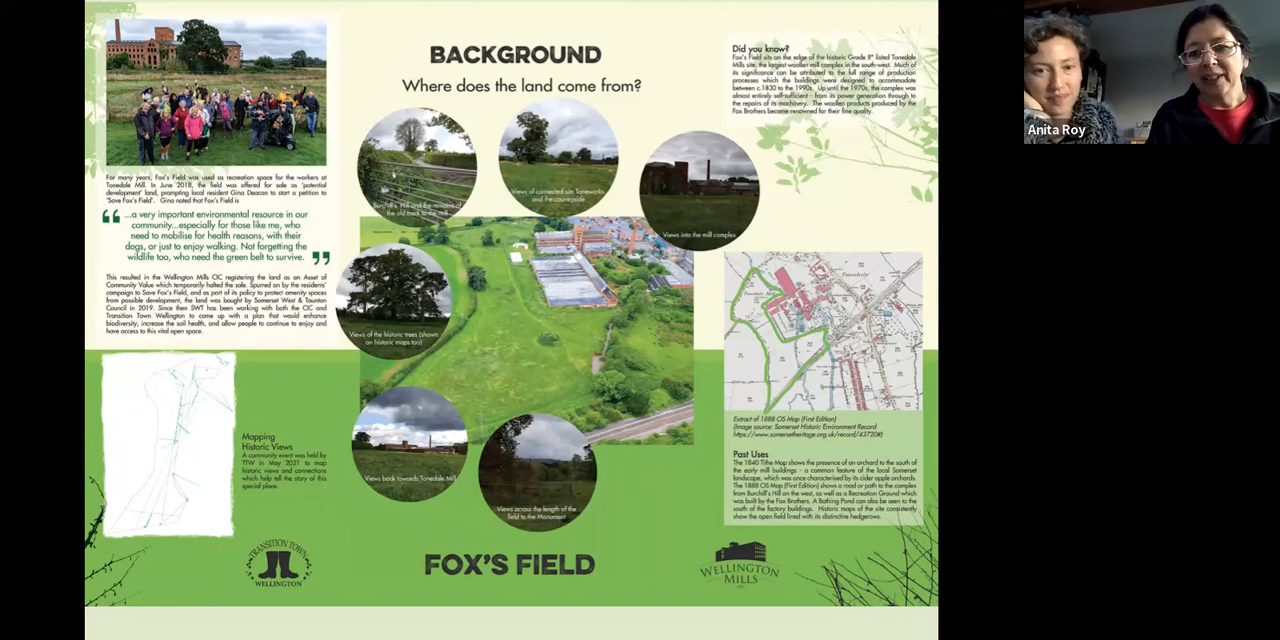 BACKGROUND
Where does the land come from?
For many years, Fox's Field was used as recreation space for the workers at
Tonedale Mill. In June 2018, the field was offered for sale as 'potential
development' land, prompting local resident Gina Deacon to start a petition to
'Save Fox's Field'. Gina noted that Fox's Field is
“ ...a very important environmental resource in our
community...especially for those like me, who
need to mobilise for health reasons, with their
dogs, or just to enjoy walking. Not forgetting the
wildlife too, who need the green belt to survive. ”
This resulted in the Wellington Mills CIC registering the land as an Asset of
Community Value which temporarily halted the sale. Spurred on by the residents'
campaign to Save Fox's Field, and as part of its policy to protect amenity spaces
from possible development, the land was bought by Somerset West & Taunton
Council in 2019. Since then SWT has been working with both the CIC and
Transition Town Wellington to come up with a plan that would enhance
biodiversity, increase the soil health, and allow people to continue to enjoy and
have access to this vital open space.
Mapping
Historic Views
A community event was held by
TTW in May 2021 to map
historic views and connections
which help tell the story of this
special place.
Burchill's Hill and the remains of
the old track to the mill
Views of connected site Toneworks
and the countryside
Views into the mill complex
Views of the historic trees (shown
on historic maps too)
Views back towards Tonedale Mill
Views across the length of the
field to the Monument
Did you know?
Fox's Field sits on the edge of the historic Grade II* listed Tonedale
Mills site, the largest woollen mill complex in the south-west. Much of
its significance can be attributed to the full range of production
processes which the buildings were designed to accommodate
between c.1830 to the 1990s. Up until the 1970s, the complex was
almost entirely self-sufficient - from its power generation through to
the repairs of its machinery. The woollen products produced by the
Fox Brothers became renowned for their fine quality.
Extract of 1888 OS Map (First Edition)
(Image source: Somerset Historic Environment Record
https://www.somersetheritage.org.uk/record/43720#)
Past Uses
The 1840 Tithe Map shows the presence of an orchard to the south of
the early mill buildings - a common feature of the local Somerset
landscape, which was once characterised by its cider apple orchards.
The 1888 OS Map (First Edition) shows a road or path to the complex
from Burchill's Hill on the west, as well as a Recreation Ground which
was built by the Fox Brothers. A Bathing Pond can also be seen to the
south of the factory buildings. Historic maps of the site consistently
show the open field lined with its distinctive hedgerows.
TRANSITION TOWN
WELLINGTON
FOX'S FIELD
WELLINGTON
MILLS
CIC
Anita Roy